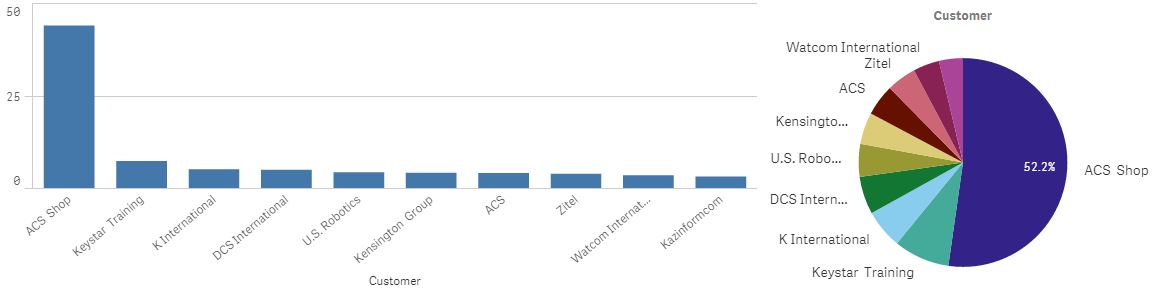 50
25
0
ACS Shop
Keystar Training
K International
DCS International
U.S. Robotics
Kensington Group
ACS
Zitel
Watcom Internat...
Kazinformcom
Customer
Customer
Watcom International
Zitel
ACS
Kensingto...
U.S. Robo...
DCS Intern...
K International
Keystar Training
52.2%
ACS Shop